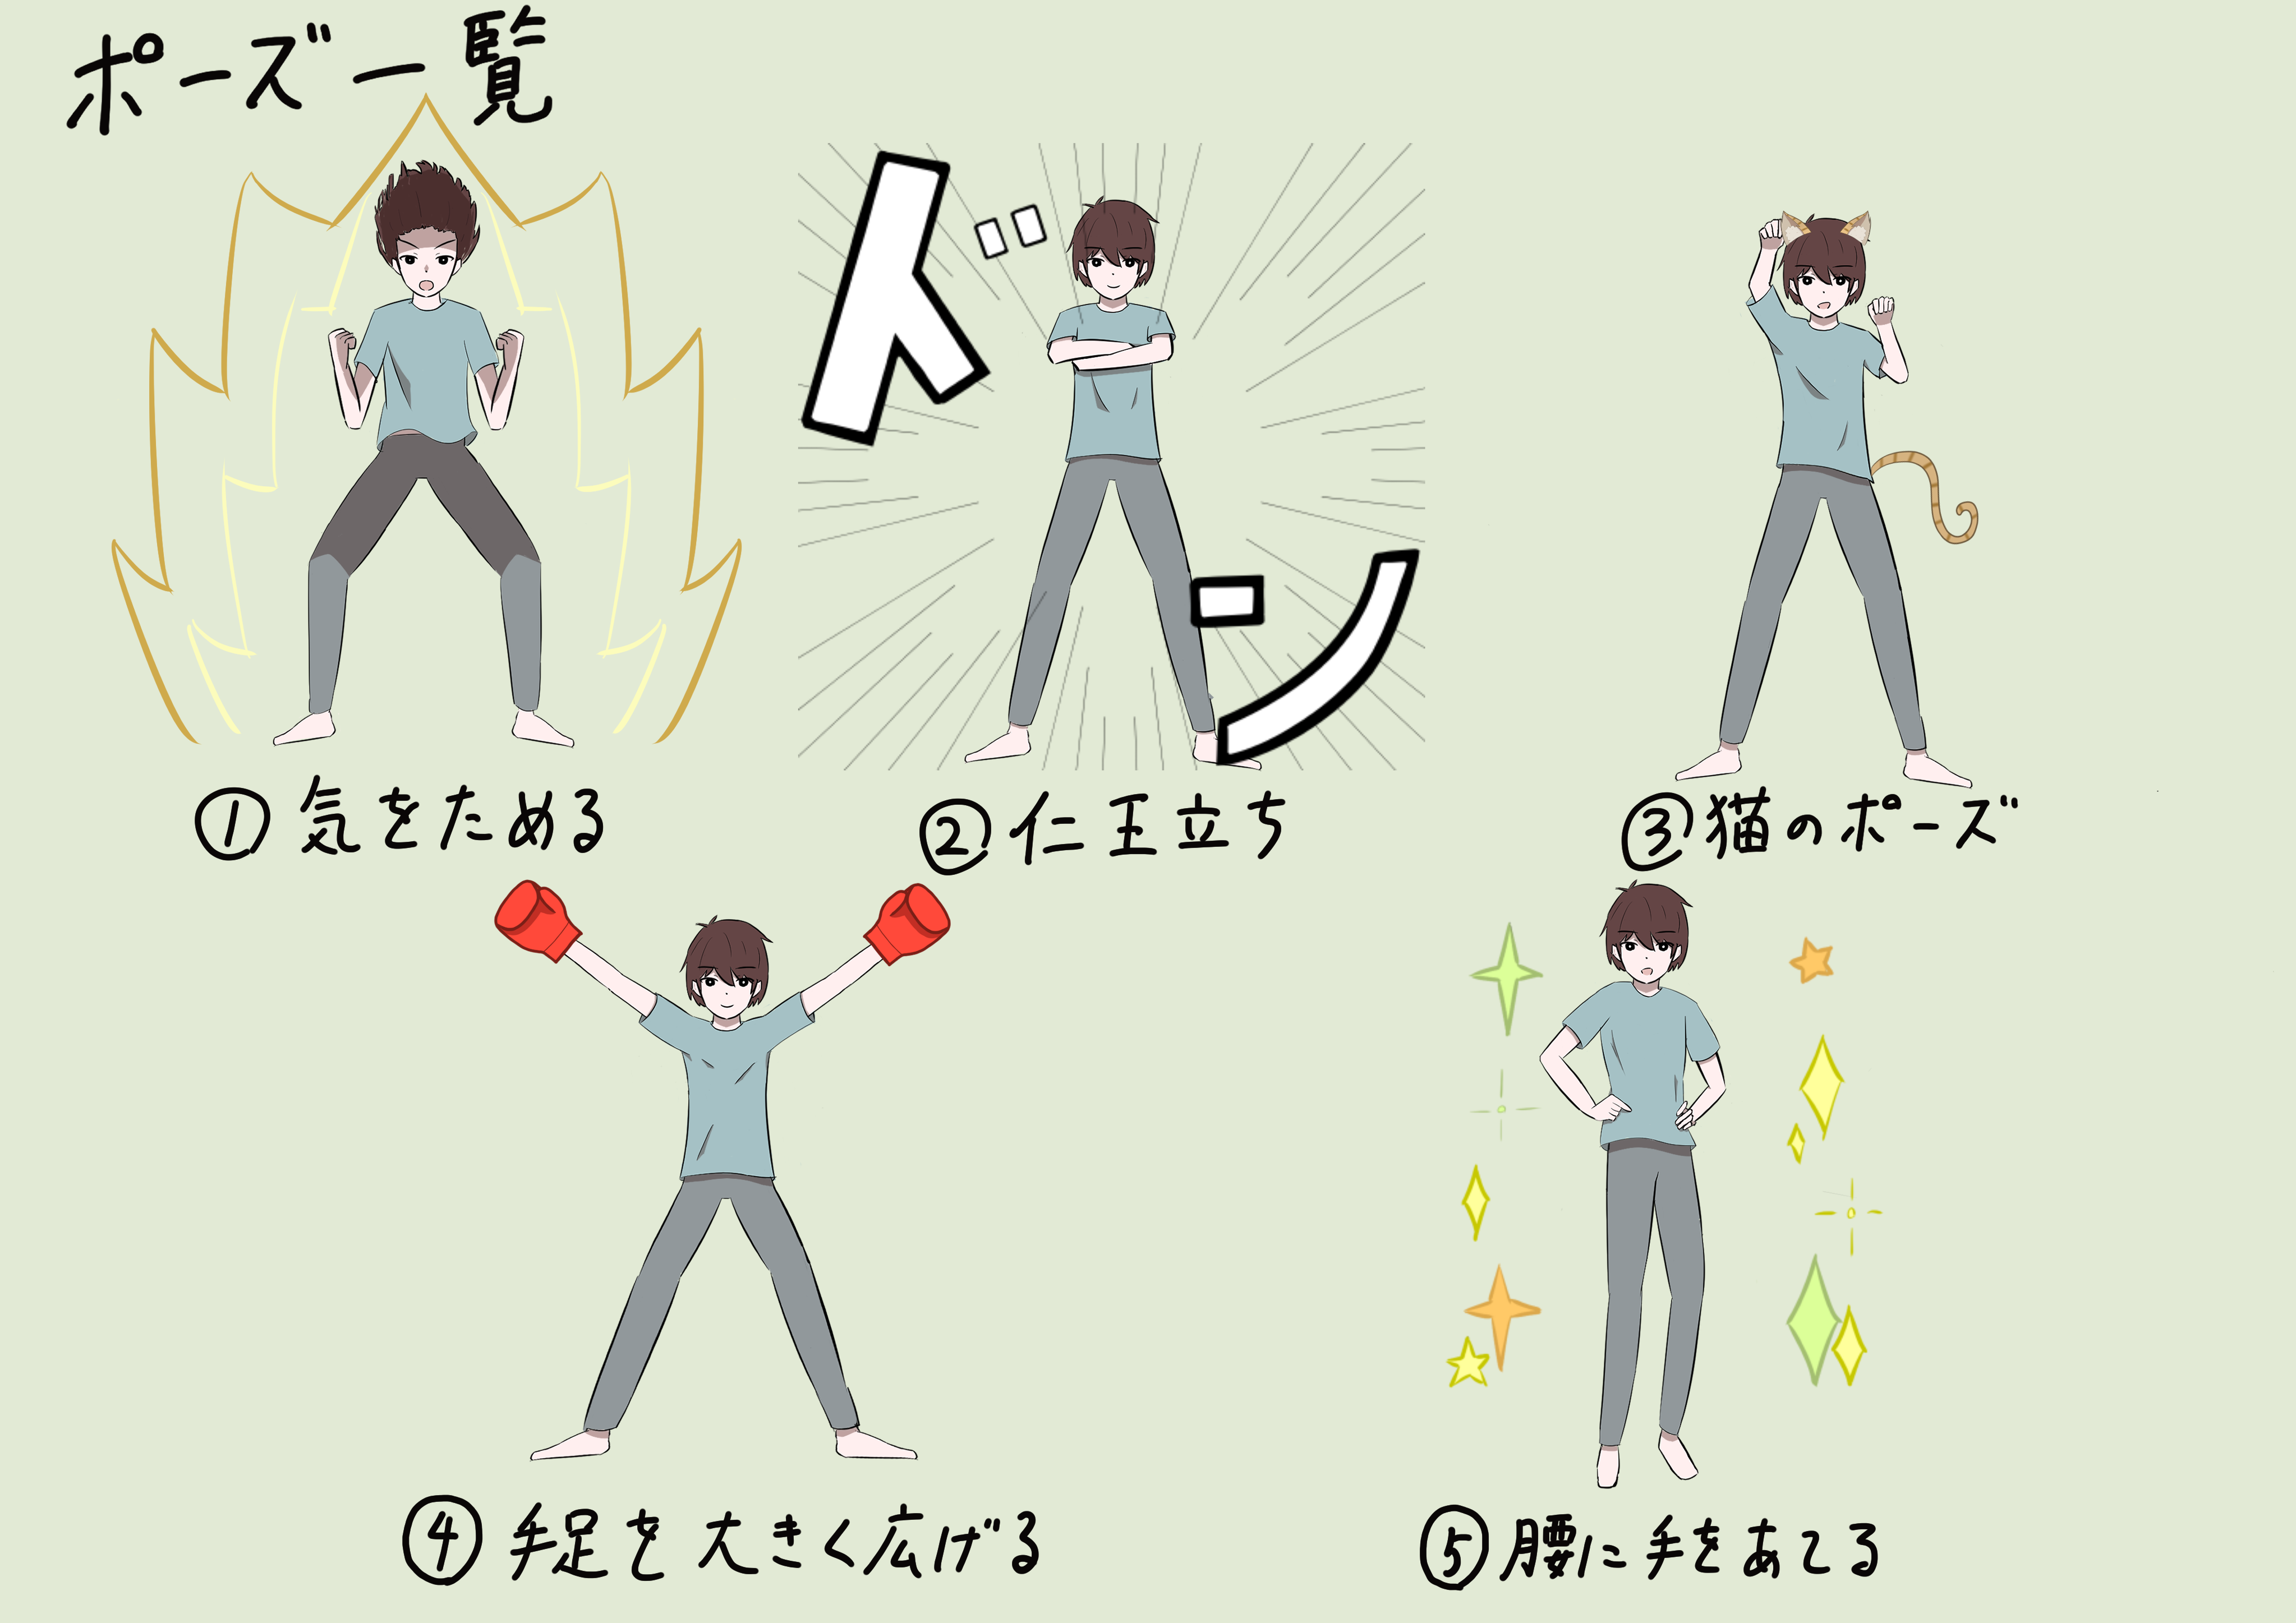 ポーズ一覧
ドン
①気をためる
②仁王立ち
③猫のポーズ
④手足を大きく広げる
⑤腰に手をあてる